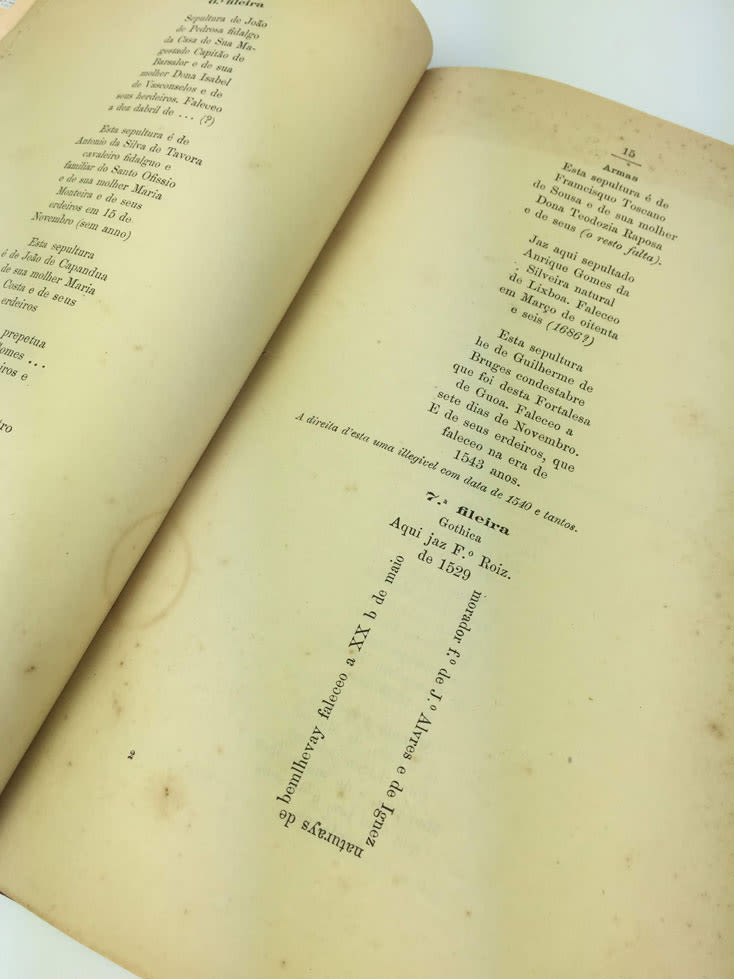 6.ª fileira
Sepultura de João
de Pedrosa fidalgo
da Casa de Sua Ma-
gestade Capitão de
Barsalor e de sua
molher Dona Isabel
de Vasconselos e de
seus herdeiros. Faleceo
a dez dabril de ... (?)
Esta sepultura é de
Antonio da Silva de Tavora
cavaleiro fidalgno e
familiar do Santo Ofissio
e de sua molher Maria
Monteira e de seus
erdeiros em 15 de
Novembro (sem anno)
Esta sepultura
é de João de Capandua
de sua molher Maria
Costa e de seus
erdeiros
prepetua
omes ...
iros e
tro
2
15
Armas
Esta sepultura é de
Framcisquo Toscano
de Sousa e de sua molher
Dona Teodozia Raposa
e de seus (o resto falta).
Jaz aqui sepultado
Anrique Gomes da
Silveira natural
de Lixboa. Faleceo
em Março de oitenta
e seis (1686?)
Esta sepultura
he de Guilherme de
Bruges condestabre
que foi desta Fortalesa
de Guoa. Faleceo a
sete dias de Novembro.
E de seus erdeiros, que
faleceo na era de
1543 anos.
A direita d'esta uma illegivel com data de 1540 e tantos.
7.ª fileira
Gothica
Aqui jaz F.º Roiz.
de 1529
morador f.º de J.º Alvres e de Ignez
naturays de
bemlhevay faleceo a XX b de maio